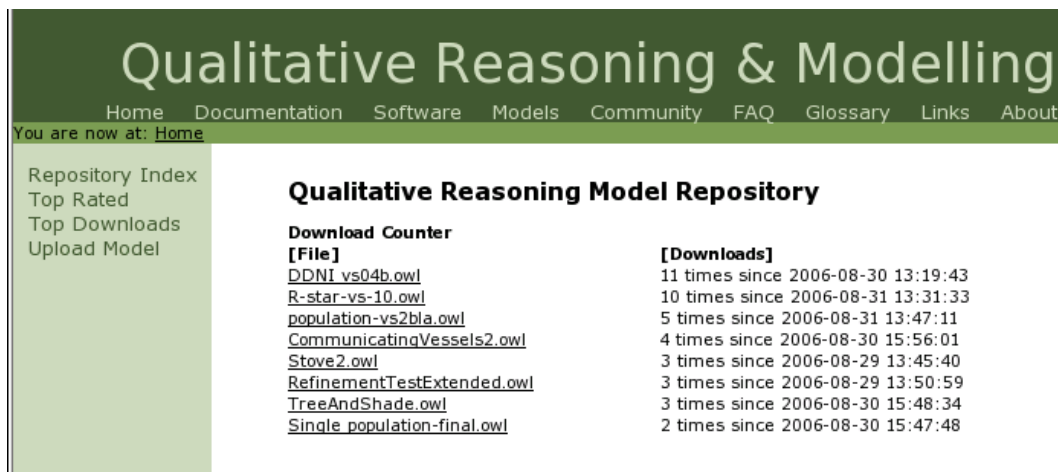 Qualitative Reasoning & Modelling
Home Documentation Software Models Community FAQ Glossary Links About
You are now at: Home
Repository Index
Top Rated
Top Downloads
Upload Model
Qualitative Reasoning Model Repository
Download Counter
[File] [Downloads]
DDNI_vs04b.owl 11 times since 2006-08-30 13:19:43
R-star-vs-10.owl 10 times since 2006-08-31 13:31:33
population-vs2bla.owl 5 times since 2006-08-31 13:47:11
CommunicatingVessels2.owl 4 times since 2006-08-30 15:56:01
Stove2.owl 3 times since 2006-08-29 13:45:40
RefinementTestExtended.owl 3 times since 2006-08-29 13:50:59
TreeAndShade.owl 3 times since 2006-08-30 15:48:34
Single population-final.owl 2 times since 2006-08-30 15:47:48